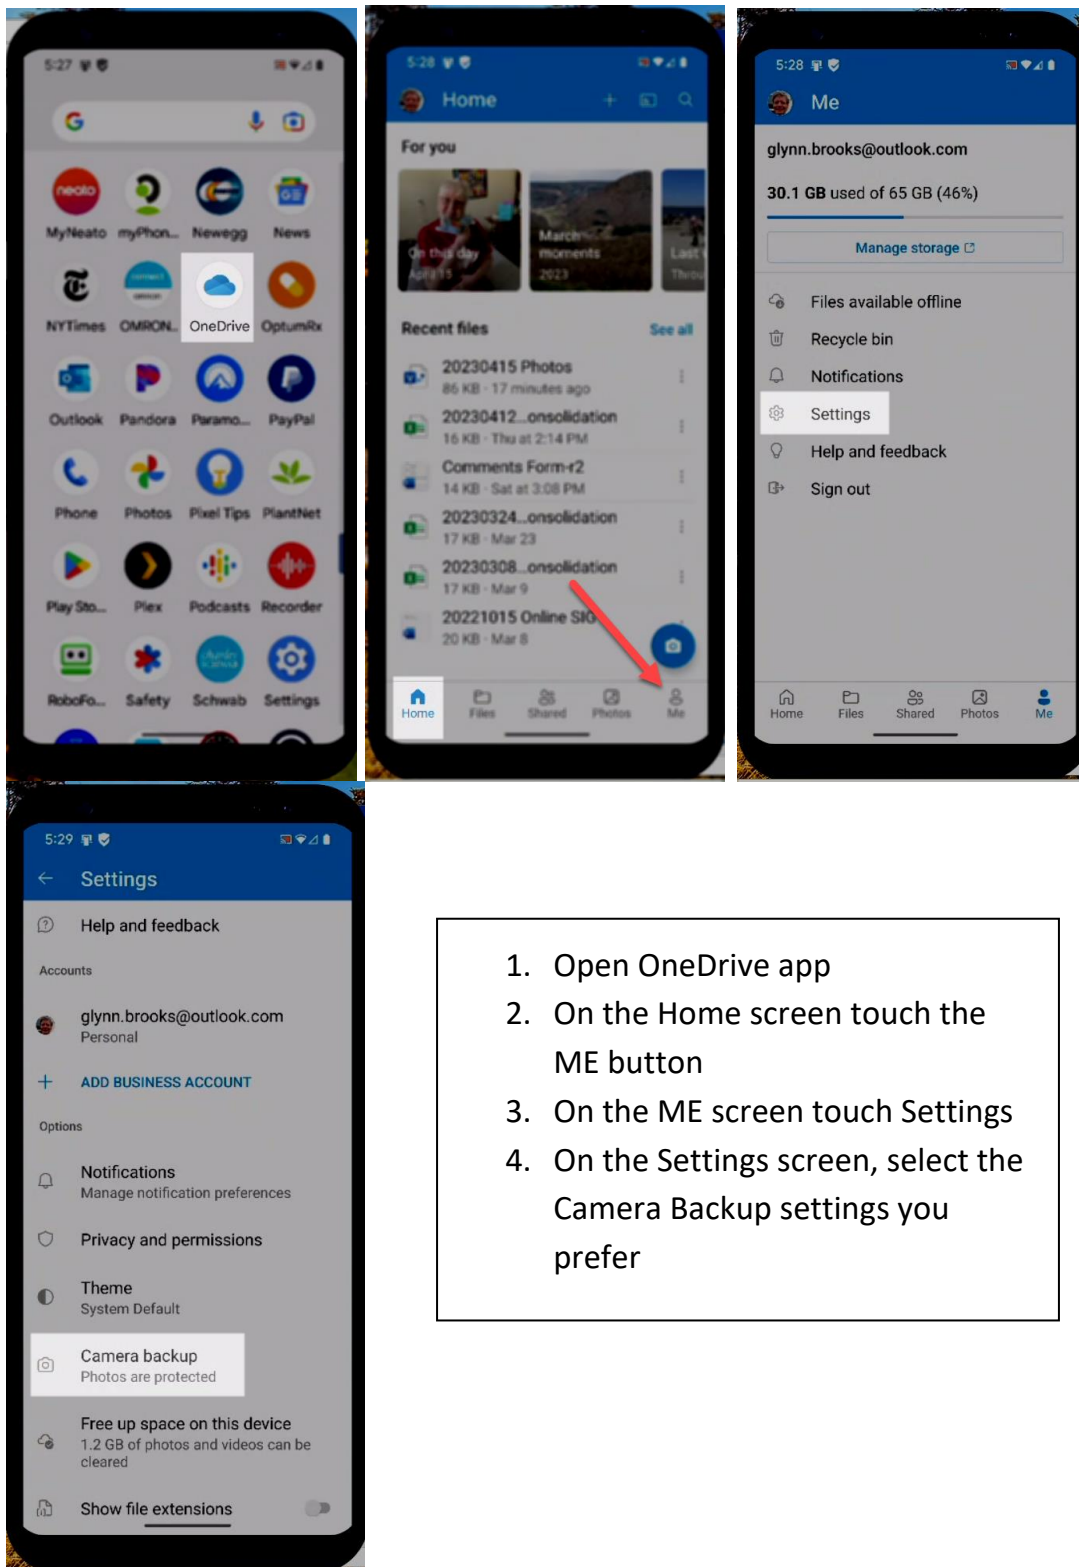 5:27
neato
MyNeato myPhon... Newegg News
NYTimes OMRON... OneDrive OptumRx
Outlook Pandora Paramo... PayPal
Phone Photos Pixel Tips PlantNet
Play Sto... Plex Podcasts Recorder
RoboFo... Safety Schwab Settings
5:28
Home
For you
On this day
April 15
March
moments
2023
Last
Throu
Recent files See all
20230415 Photos
86 KB · 17 minutes ago
20230412...onsolidation
16 KB · Thu at 2:14 PM
Comments Form-r2
14 KB · Sat at 3:08 PM
20230324...onsolidation
17 KB · Mar 23
20230308...onsolidation
17 KB · Mar 9
20221015 Online SIG
20 KB · Mar 8
Home Files Shared Photos Me
5:28
Me
glynn.brooks@outlook.com
30.1 GB used of 65 GB (46%)
Manage storage
Files available offline
Recycle bin
Notifications
Settings
Help and feedback
Sign out
Home Files Shared Photos Me
5:29
Settings
Help and feedback
Accounts
glynn.brooks@outlook.com
Personal
ADD BUSINESS ACCOUNT
Options
Notifications
Manage notification preferences
Privacy and permissions
Theme
System Default
Camera backup
Photos are protected
Free up space on this device
1.2 GB of photos and videos can be
cleared
Show file extensions
1. Open OneDrive app
2. On the Home screen touch the
ME button
3. On the ME screen touch Settings
4. On the Settings screen, select the
Camera Backup settings you
prefer